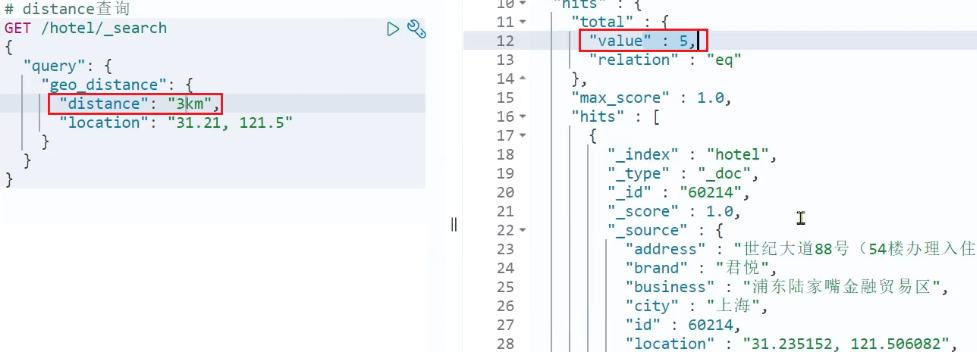 # distance查询
GET /hotel/_search
{
  "query": {
    "geo_distance": {
      "distance": "3km",
      "location": "31.21, 121.5"
    }
  }
}
10 "hits" : {
11 "total" : {
12 "value" : 5,
13 "relation" : "eq"
14 },
15 "max_score" : 1.0,
16 "hits" : [
17 {
18 "_index" : "hotel",
19 "_type" : "_doc",
20 "_id" : "60214",
21 "_score" : 1.0,
22 "_source" : {
23 "address" : "世纪大道88号（54楼办理入住
24 "brand" : "君悦",
25 "business" : "浦东陆家嘴金融贸易区",
26 "city" : "上海",
27 "id" : 60214,
28 "location" : "31.235152, 121.506082",